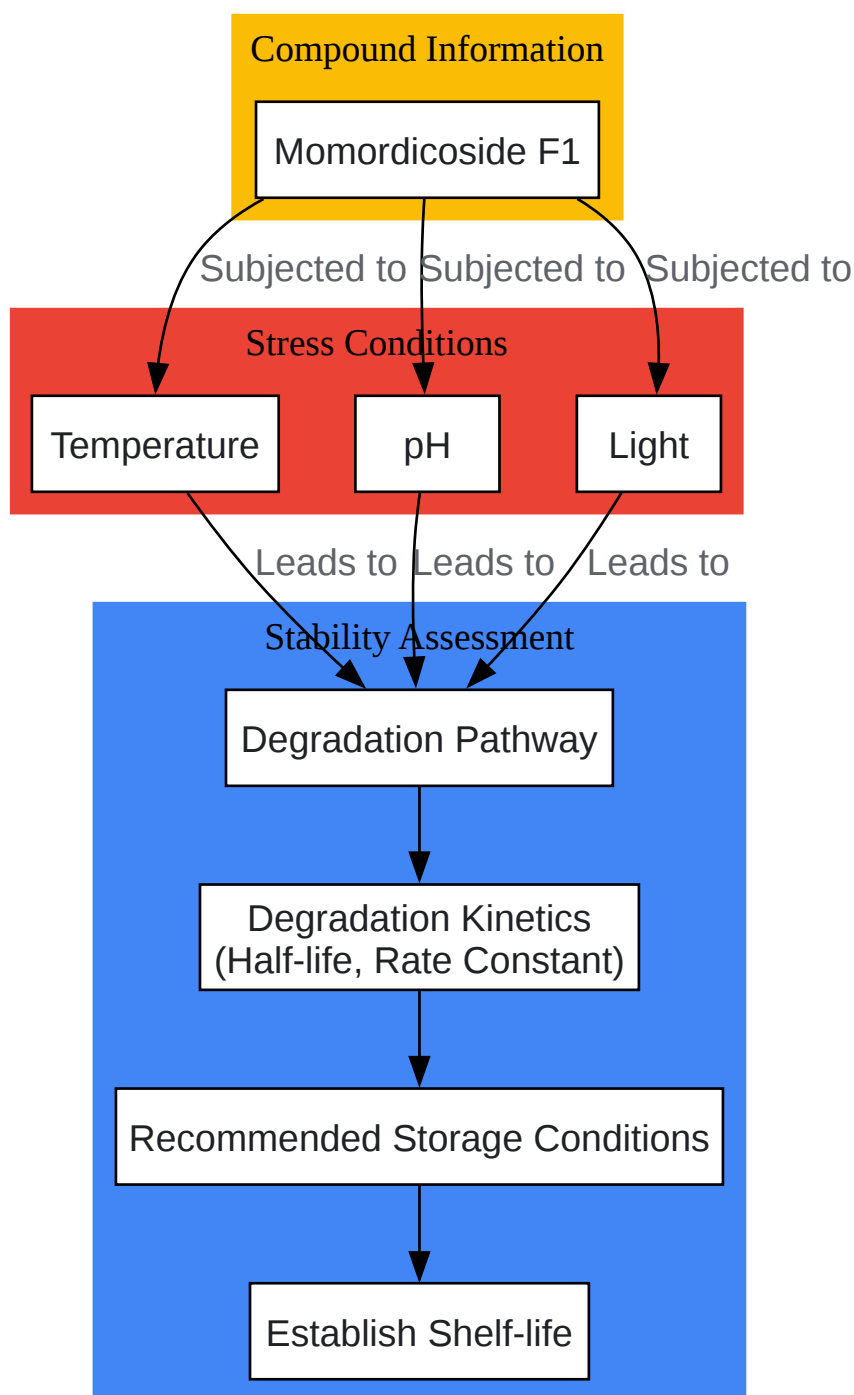 Compound Information
Momordicoside F1
Subjected to Subjected to Subjected to
Stress Conditions
Temperature pH Light
Leads to Leads to Leads to
Stability Assessment
Degradation Pathway
Degradation Kinetics
(Half-life, Rate Constant)
Recommended Storage Conditions
Establish Shelf-life